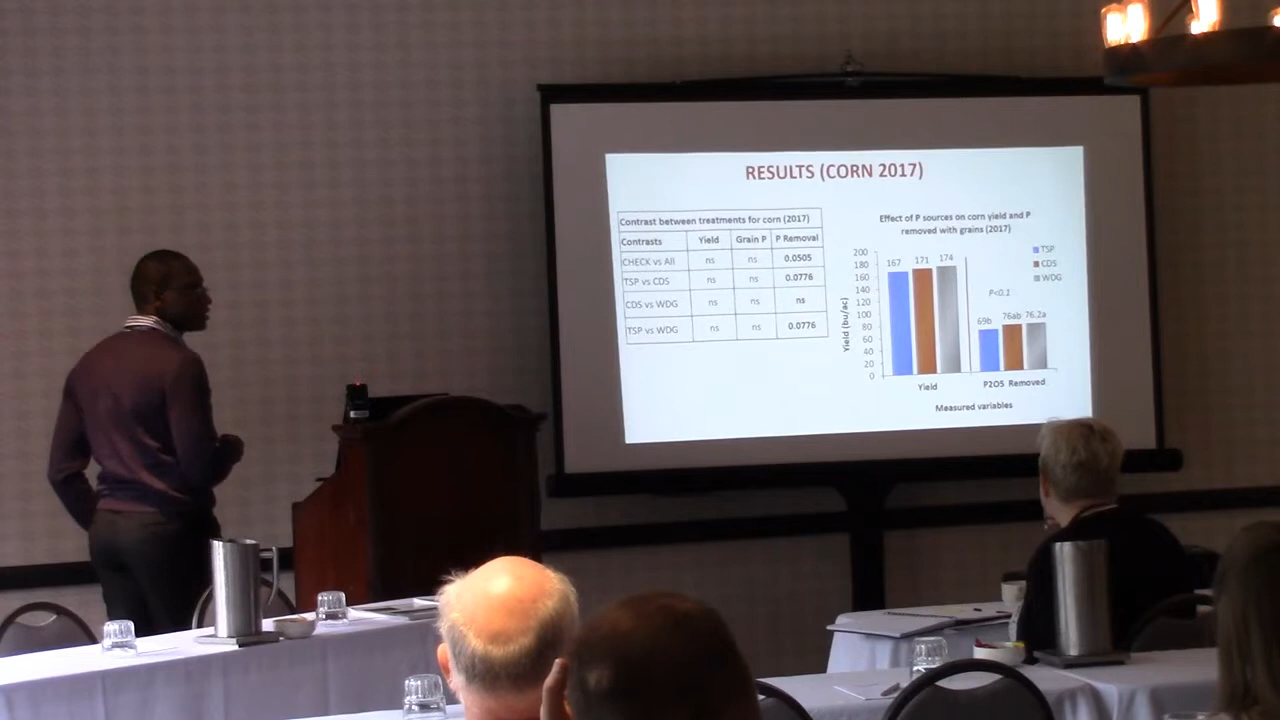 RESULTS (CORN 2017)
Contrast between treatments for corn (2017)
Contrasts Yield Grain P P Removal
CHECK vs All ns ns 0.0505
TSP vs CDS ns ns 0.0776
CDS vs WDG ns ns ns
TSP vs WDG ns ns 0.0776
Effect of P sources on corn yield and P
removed with grains (2017)
TSP
CDS
WDG
Yield (bu/ac)
200
180
160
140
120
100
80
60
40
20
0
167 171 174
P<0.1
69b 76ab 76.2a
Yield P2O5 Removed
Measured variables